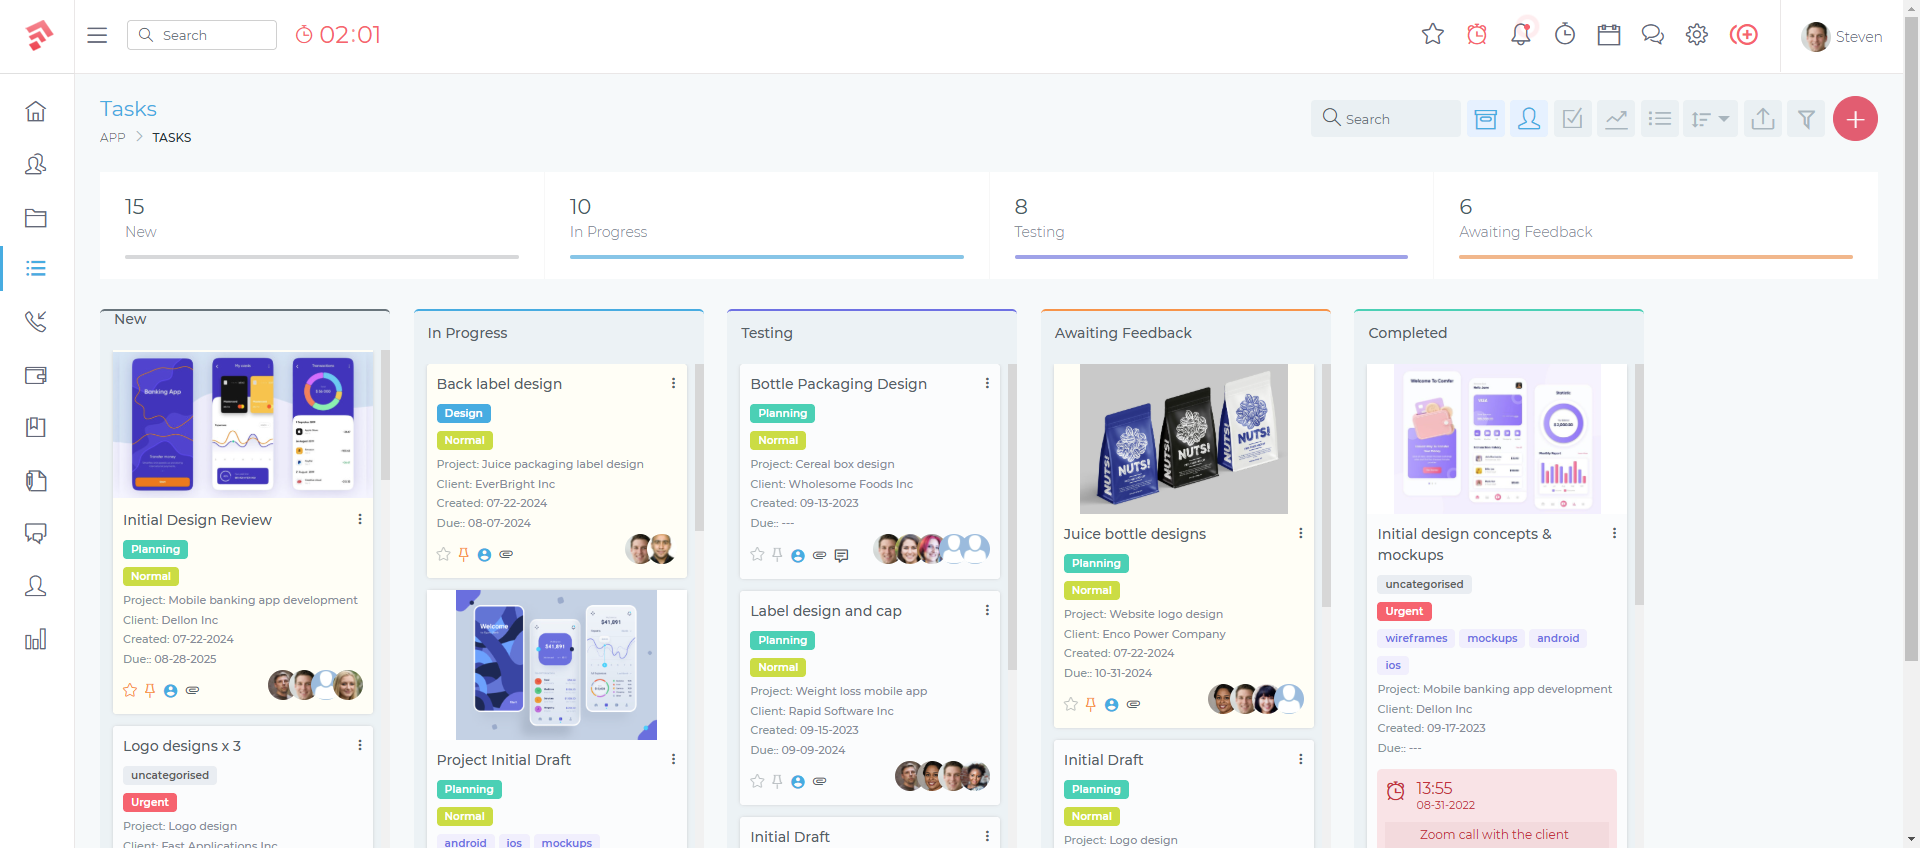 Search
02:01
Steven
Tasks
APP > TASKS
Search
15
New
10
In Progress
8
Testing
6
Awaiting Feedback
New
Banking App
My cards
Transactions
Initial Design Review
Planning
Normal
Project: Mobile banking app development
Client: Dellon Inc
Created: 07-22-2024
Due:: 08-28-2025
Logo designs x 3
uncategorised
Urgent
Project: Logo design
Client: Fast Applications Inc
In Progress
Back label design
Design
Normal
Project: Juice packaging label design
Client: EverBright Inc
Created: 07-22-2024
Due:: 08-07-2024
Welcome
$41,891
$41,891
Project Initial Draft
Planning
Normal
android ios mockups
Testing
Bottle Packaging Design
Planning
Normal
Project: Cereal box design
Client: Wholesome Foods Inc
Created: 09-13-2023
Due:: ---
Label design and cap
Planning
Normal
Project: Weight loss mobile app
Client: Rapid Software Inc
Created: 09-15-2023
Due:: 09-09-2024
Initial Draft
Awaiting Feedback
NUTS!
NUTS!
NUTS!
NUTS!
NUTS!
Juice bottle designs
Planning
Normal
Project: Website logo design
Client: Enco Power Company
Created: 07-22-2024
Due:: 10-31-2024
Initial Draft
Planning
Normal
Project: Logo design
Completed
Initial design concepts &
mockups
uncategorised
Urgent
wireframes mockups android
ios
Project: Mobile banking app development
Client: Dellon Inc
Created: 09-17-2023
Due:: ---
13:55
08-31-2022
Zoom call with the client